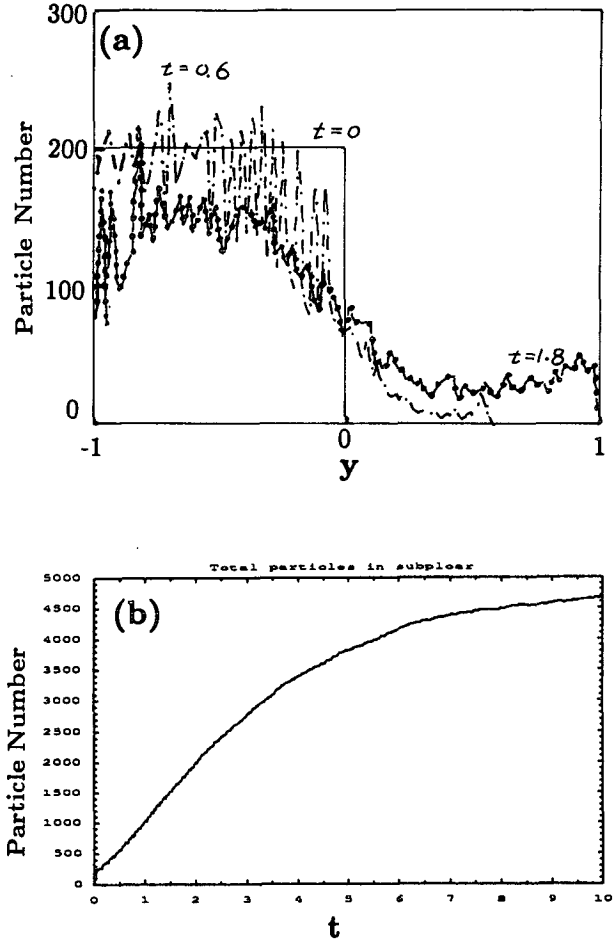 300
(a)
t=0.6
t=0
200
Particle Number
100
t=1.8
0
-1 0 1
y
Total particles in subploar
5000
(b)
4500
4000
3500
3000
Particle Number
2500
2000
1500
1000
500
0
0 1 2 3 4 5 6 7 8 9 10
t